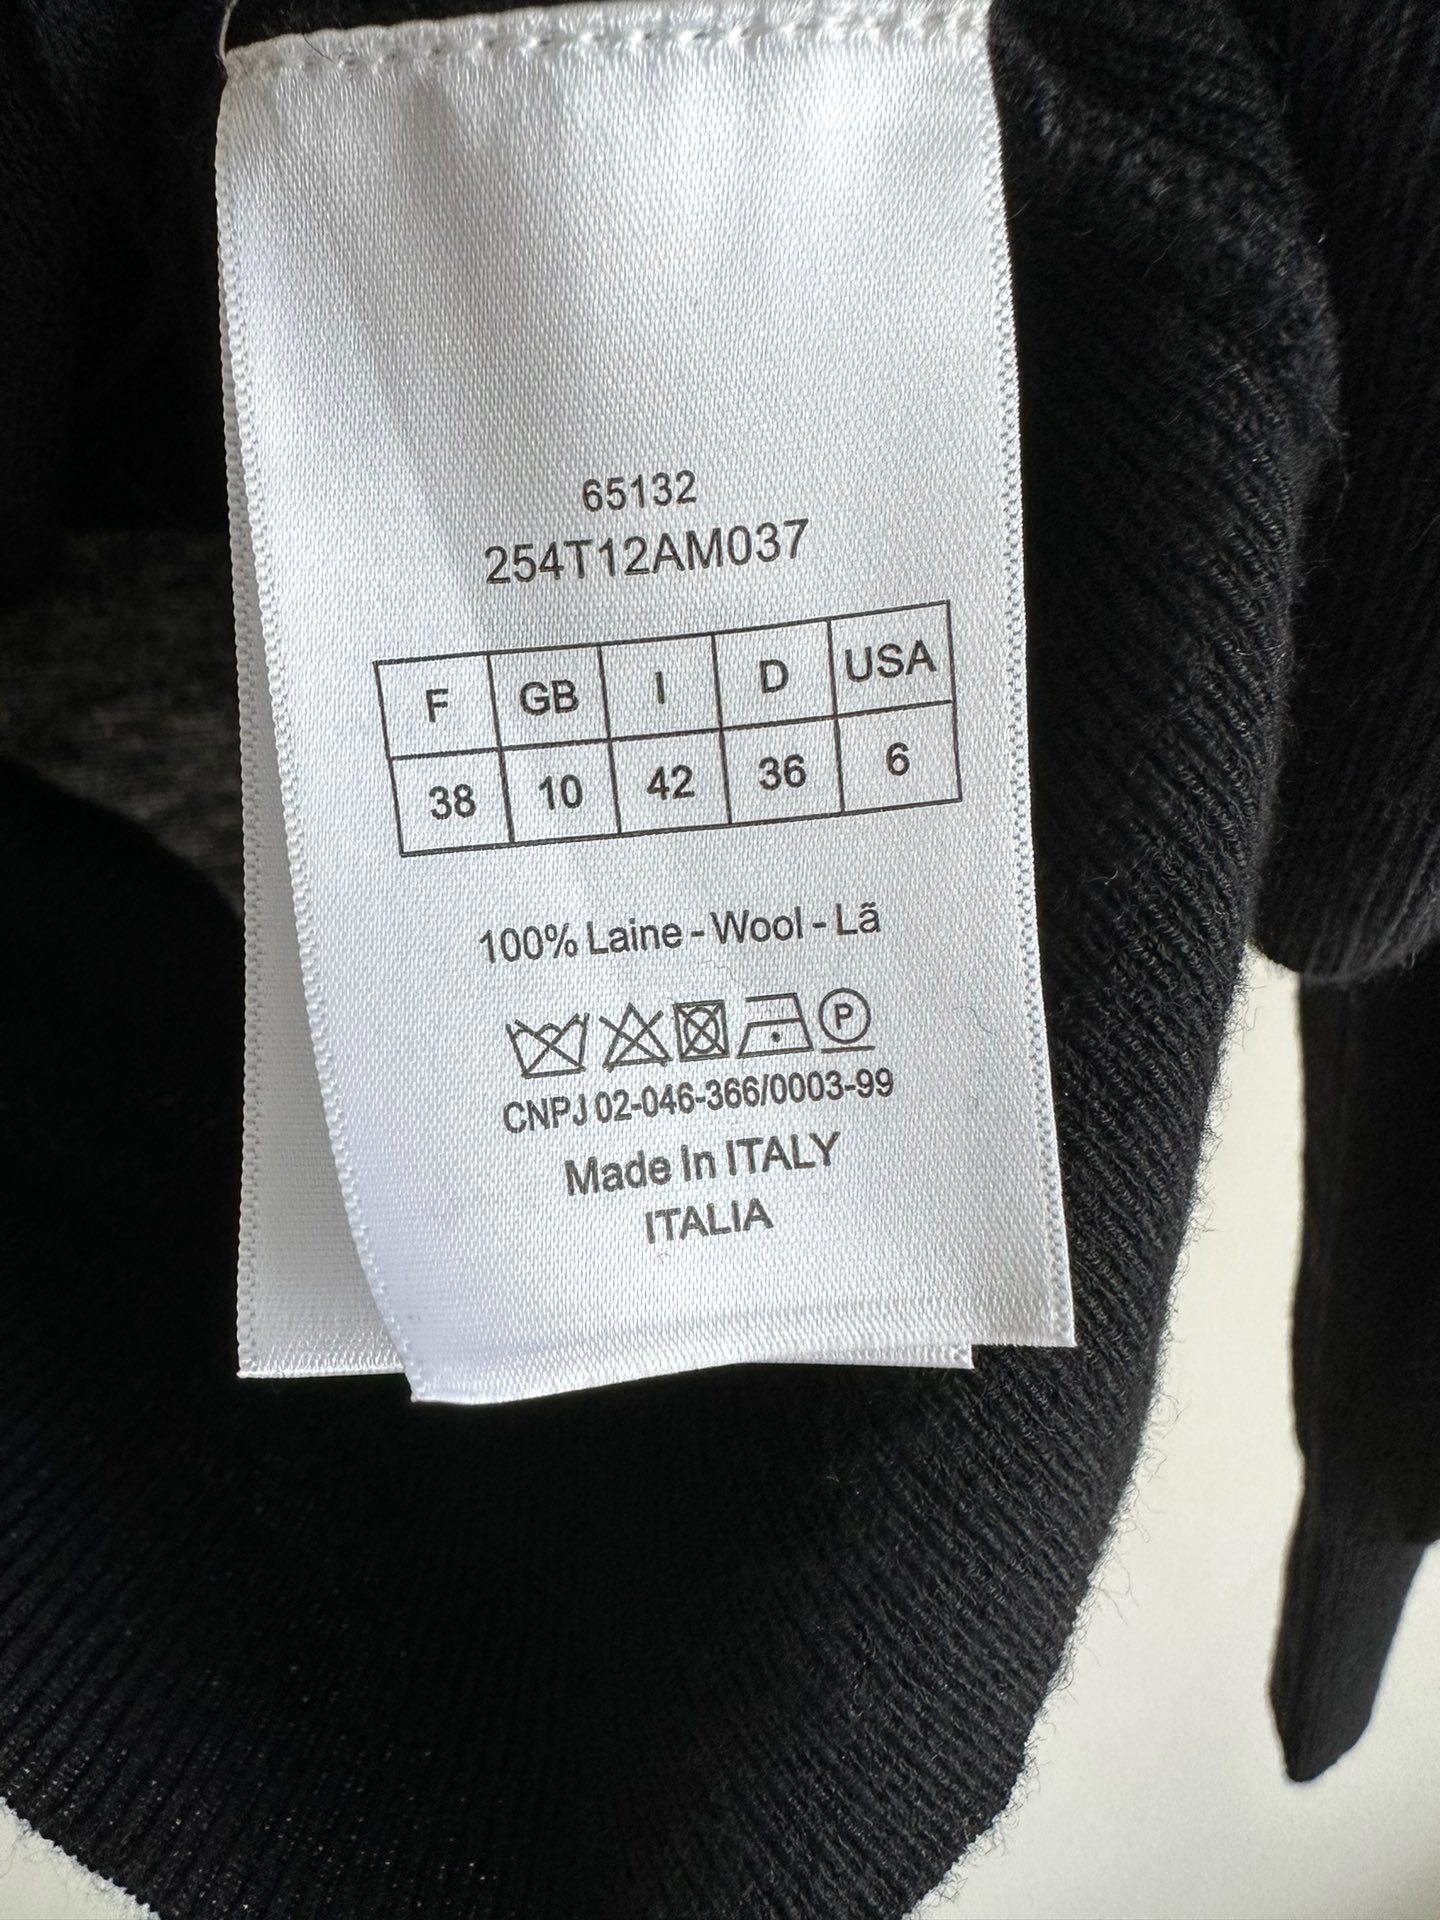 65132
254T12AM037
F GB I D USA
38 10 42 36 6
100% Laine - Wool - Lã
P
CNPJ 02-046-366/0003-99
Made In ITALY
ITALIA